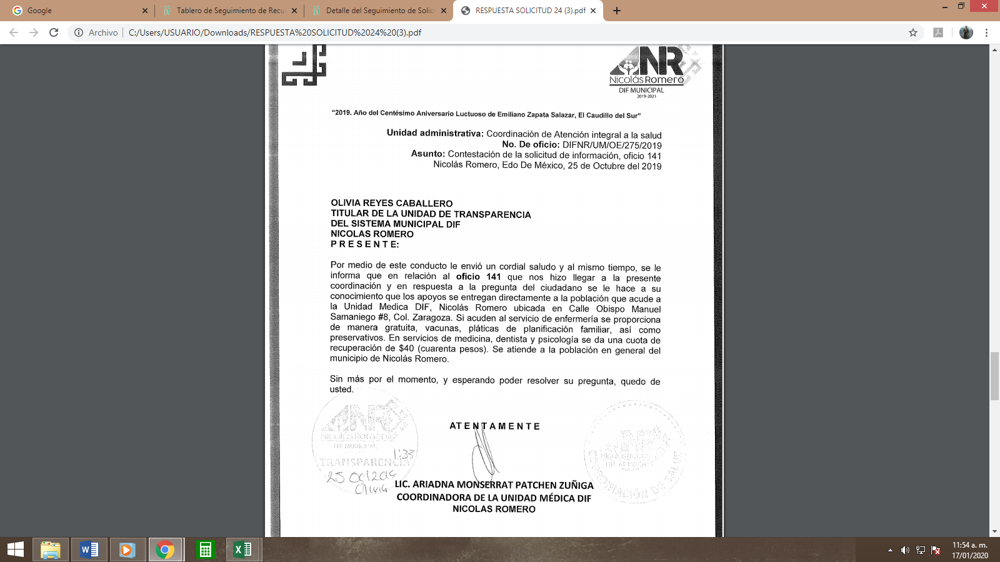 Google
Tablero de Seguimiento de Recu
Detalle del Seguimiento de Solici
RESPUESTA SOLICITUD 24 (3).pdf
Archivo
C:/Users/USUARIO/Downloads/RESPUESTA%20SOLICITUD%2024%20(3).pdf
NR
Nicolás Romero
DIF MUNICIPAL
2019-2021
“2019. Año del Centésimo Aniversario Luctuoso de Emiliano Zapata Salazar, El Caudillo del Sur”
Unidad administrativa: Coordinación de Atención integral a la salud
No. De oficio: DIFNR/UM/OE/275/2019
Asunto: Contestación de la solicitud de información, oficio 141
Nicolás Romero, Edo De México, 25 de Octubre del 2019
OLIVIA REYES CABALLERO
TITULAR DE LA UNIDAD DE TRANSPARENCIA
DEL SISTEMA MUNICIPAL DIF
NICOLAS ROMERO
P R E S E N T E:
Por medio de este conducto le envió un cordial saludo y al mismo tiempo, se le
informa que en relación al oficio 141 que nos hizo llegar a la presente
coordinación y en respuesta a la pregunta del ciudadano se le hace a su
conocimiento que los apoyos se entregan directamente a la población que acude a
la Unidad Medica DIF, Nicolás Romero ubicada en Calle Obispo Manuel
Samaniego #8, Col. Zaragoza. Si acuden al servicio de enfermería se proporciona
de manera gratuita, vacunas, pláticas de planificación familiar, así como
preservativos. En servicios de medicina, dentista y psicología se da una cuota de
recuperación de $40 (cuarenta pesos). Se atiende a la población en general del
municipio de Nicolás Romero.
Sin más por el momento, y esperando poder resolver su pregunta, quedo de
usted.
A T E N T A M E N T E
NR
Nicolás Romero
DIF MUNICIPAL
1:33
TRANSPARENCIA
25 Oct 2019
Olivia
Nicolás Romero
DIF MUNICIPAL
COORDINACIÓN DE
LIC. ARIADNA MONSERRAT PATCHEN ZUÑIGA
COORDINADORA DE LA UNIDAD MÉDICA DIF
NICOLAS ROMERO
11:54 a. m.
17/01/2020